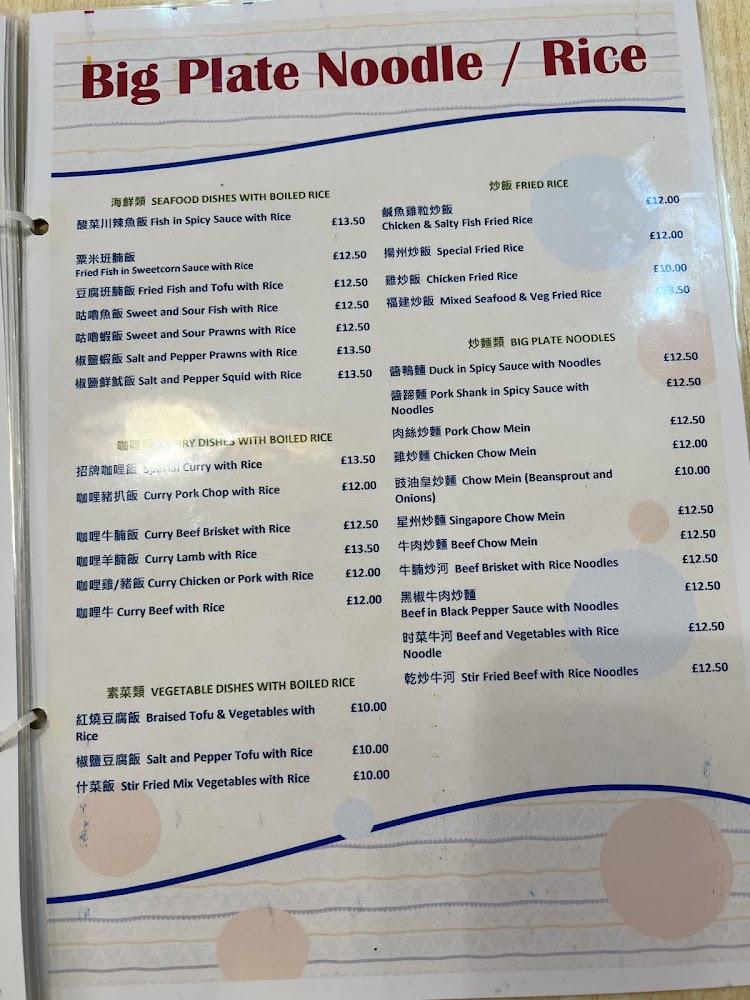 Big Plate Noodle / Rice
海鮮類 SEAFOOD DISHES WITH BOILED RICE
酸菜川辣魚飯 Fish in Spicy Sauce with Rice £13.50
粟米班腩飯 £12.50
Fried Fish in Sweetcorn Sauce with Rice
豆腐班腩飯 Fried Fish and Tofu with Rice £12.50
咕嚕魚飯 Sweet and Sour Fish with Rice £12.50
咕嚕蝦飯 Sweet and Sour Prawns with Rice £12.50
椒鹽蝦飯 Salt and Pepper Prawns with Rice £13.50
椒鹽鮮魷飯 Salt and Pepper Squid with Rice £13.50
咖哩 CURRY DISHES WITH BOILED RICE
招牌咖哩飯 Special Curry with Rice £13.50
咖哩豬扒飯 Curry Pork Chop with Rice £12.00
咖哩牛腩飯 Curry Beef Brisket with Rice £12.50
咖哩羊腩飯 Curry Lamb with Rice £13.50
咖哩雞/豬飯 Curry Chicken or Pork with Rice £12.00
咖哩牛 Curry Beef with Rice £12.00
素菜類 VEGETABLE DISHES WITH BOILED RICE
紅燒豆腐飯 Braised Tofu & Vegetables with £10.00
Rice
椒鹽豆腐飯 Salt and Pepper Tofu with Rice £10.00
什菜飯 Stir Fried Mix Vegetables with Rice £10.00
炒飯 FRIED RICE
鹹魚雞粒炒飯 £12.00
Chicken & Salty Fish Fried Rice
揚州炒飯 Special Fried Rice £12.00
雞炒飯 Chicken Fried Rice £10.00
福建炒飯 Mixed Seafood & Veg Fried Rice £13.50
炒麵類 BIG PLATE NOODLES
醬鴨麵 Duck in Spicy Sauce with Noodles £12.50
醬蹄麵 Pork Shank in Spicy Sauce with £12.50
Noodles
肉絲炒麵 Pork Chow Mein £12.50
雞炒麵 Chicken Chow Mein £12.00
豉油皇炒麵 Chow Mein (Beansprout and £10.00
Onions)
星州炒麵 Singapore Chow Mein £12.50
牛肉炒麵 Beef Chow Mein £12.50
牛腩炒河 Beef Brisket with Rice Noodles £12.50
黑椒牛肉炒麵 £12.50
Beef in Black Pepper Sauce with Noodles
时菜牛河 Beef and Vegetables with Rice £12.50
Noodle
乾炒牛河 Stir Fried Beef with Rice Noodles £12.50